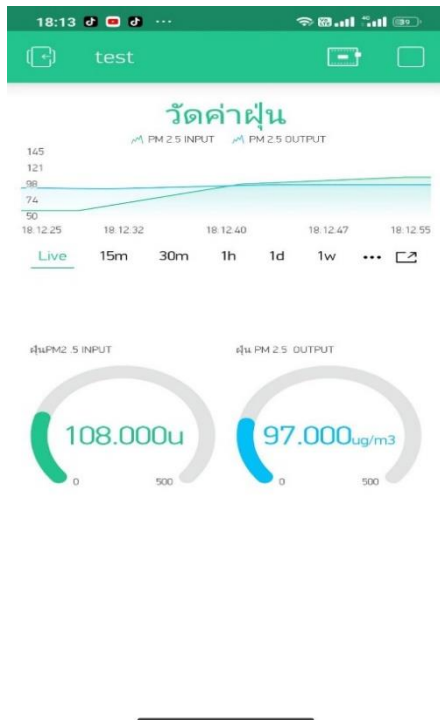 18:13 ...
test
วัดค่าฝุ่น
PM 2.5 INPUT PM 2.5 OUTPUT
145
121
98
74
50
18.12.25 18.12.32 18.12.40 18.12.47 18.12.55
Live 15m 30m 1h 1d 1w ...
ฝุ่นPM2 .5 INPUT ฝุ่น PM 2.5 OUTPUT
108.000u 97.000ug/m3
0 500 0 500